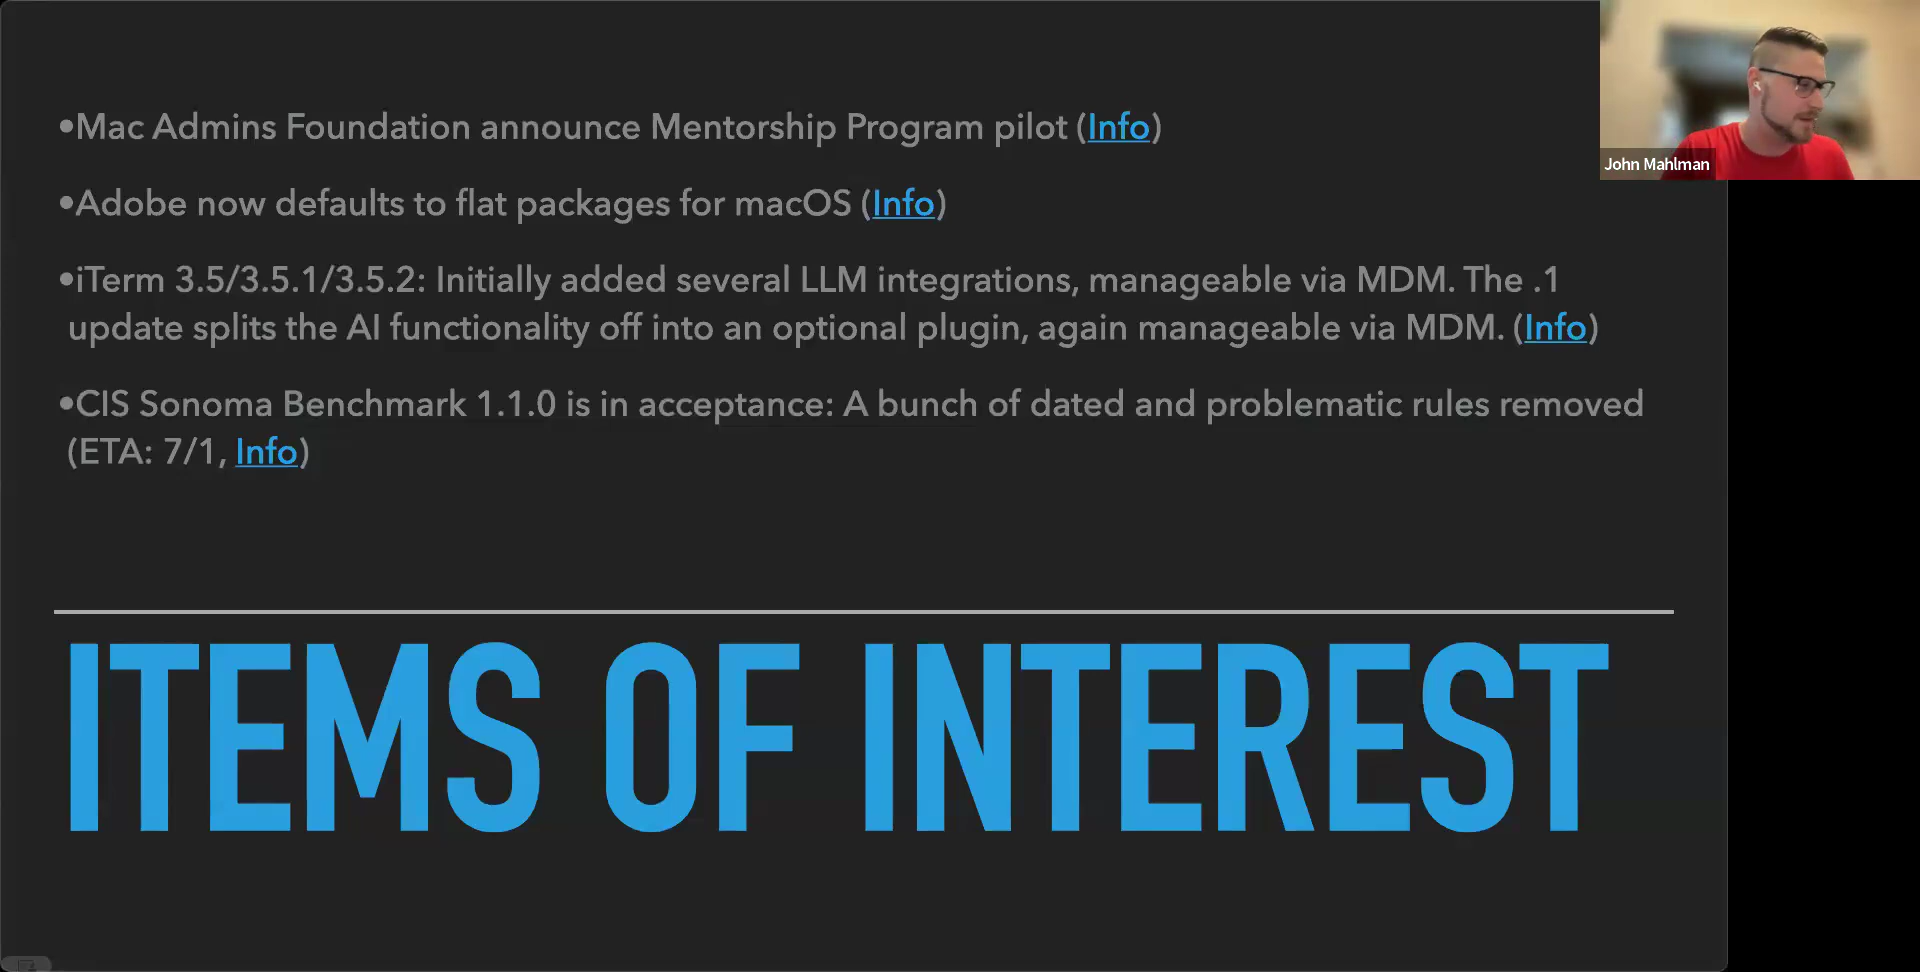 •Mac Admins Foundation announce Mentorship Program pilot (Info)
•Adobe now defaults to flat packages for macOS (Info)
•iTerm 3.5/3.5.1/3.5.2: Initially added several LLM integrations, manageable via MDM. The .1
update splits the AI functionality off into an optional plugin, again manageable via MDM. (Info)
•CIS Sonoma Benchmark 1.1.0 is in acceptance: A bunch of dated and problematic rules removed
(ETA: 7/1, Info)
ITEMS OF INTEREST
John Mahlman